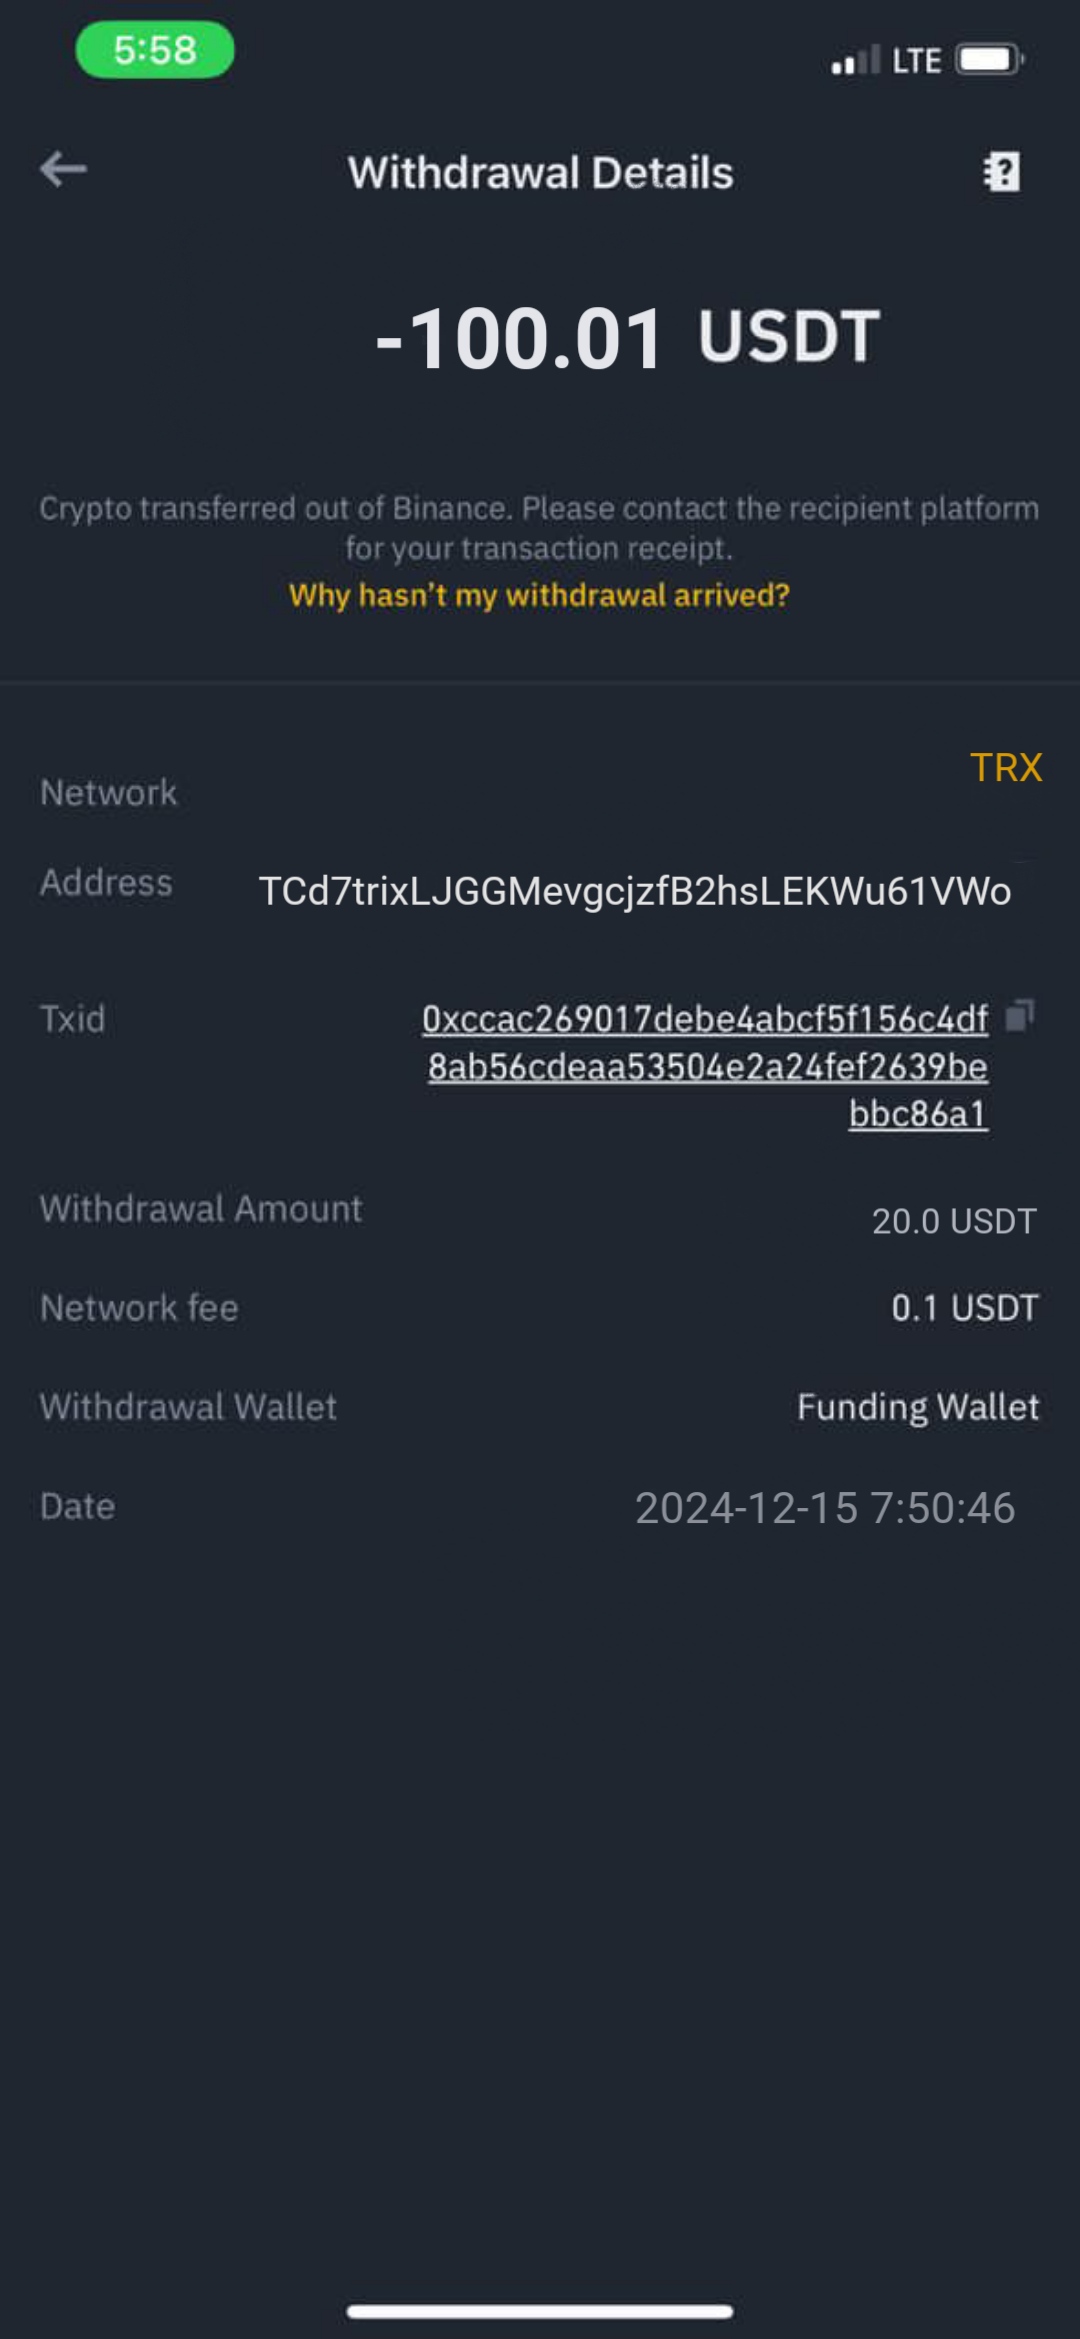 5:58
LTE
Withdrawal Details
-100.01 USDT
Crypto transferred out of Binance. Please contact the recipient platform
for your transaction receipt.
Why hasn't my withdrawal arrived?
Network TRX
Address TCd7trixLJGGMevgcjzfB2hsLEKWu61VWo
Txid 0xccac269017debe4abcf5f156c4df
8ab56cdeaa53504e2a24fef2639be
bbc86a1
Withdrawal Amount 20.0 USDT
Network fee 0.1 USDT
Withdrawal Wallet Funding Wallet
Date 2024-12-15 7:50:46